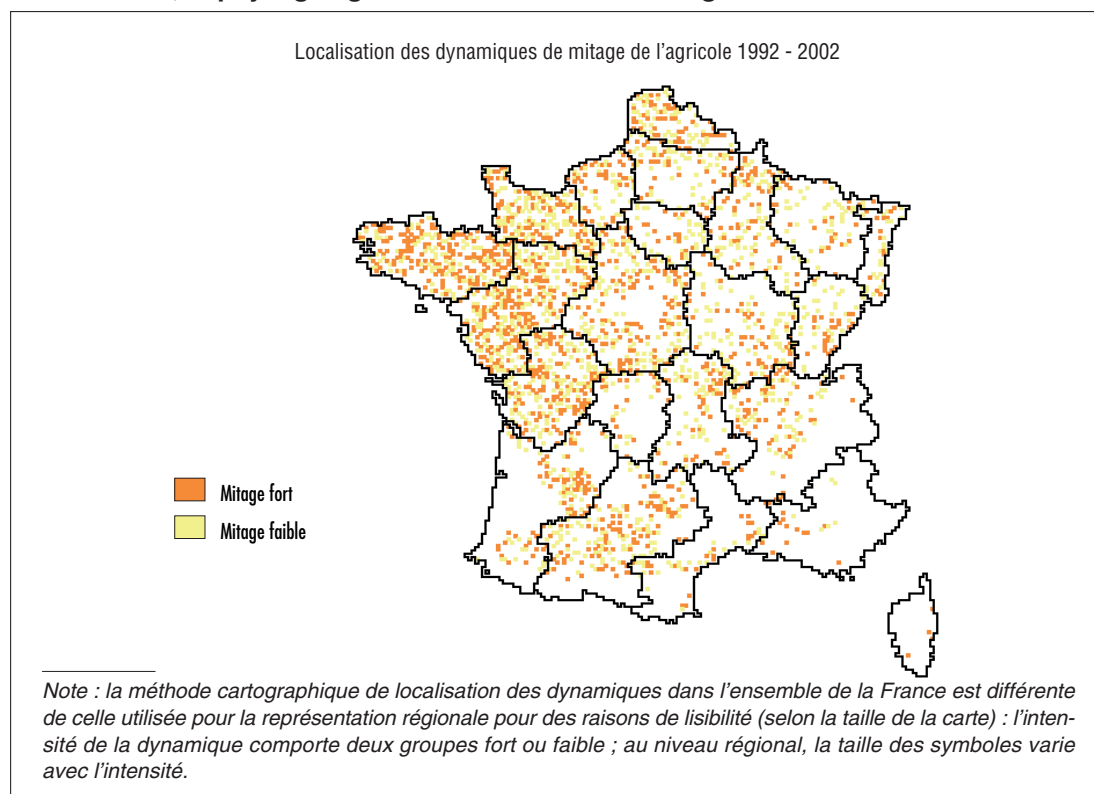 Localisation des dynamiques de mitage de l'agricole 1992 - 2002
Mitage fort
Mitage faible
Note : la méthode cartographique de localisation des dynamiques dans l'ensemble de la France est différente
de celle utilisée pour la représentation régionale pour des raisons de lisibilité (selon la taille de la carte) : l'inten-
sité de la dynamique comporte deux groupes fort ou faible ; au niveau régional, la taille des symboles varie
avec l'intensité.